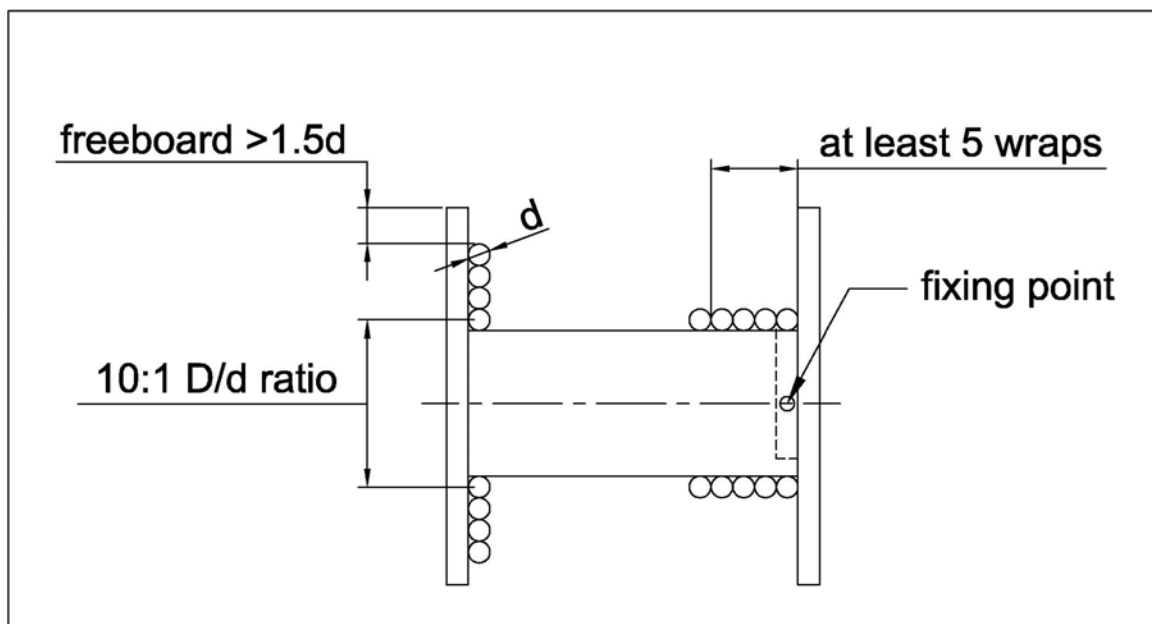 freeboard >1.5d
at least 5 wraps
d
fixing point
10:1 D/d ratio